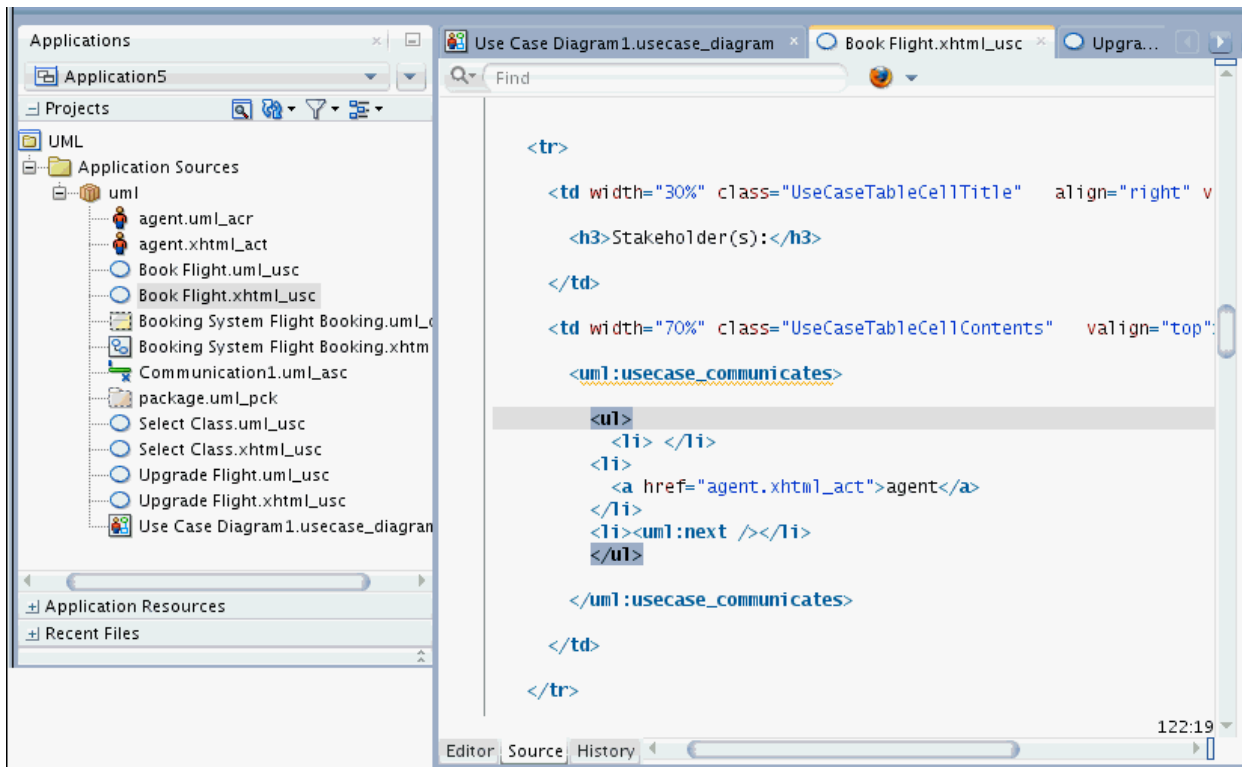 Applications
Application5
Projects
UML
Application Sources
uml
agent.uml_acr
agent.xhtml_act
Book Flight.uml_usc
Book Flight.xhtml_usc
Booking System Flight Booking.uml_
Booking System Flight Booking.xhtm
Communication1.uml_asc
package.uml_pck
Select Class.uml_usc
Select Class.xhtml_usc
Upgrade Flight.uml_usc
Upgrade Flight.xhtml_usc
Use Case Diagram1.usecase_diagram
Application Resources
Recent Files
Use Case Diagram1.usecase_diagram
Book Flight.xhtml_usc
Upgra...
Find
<tr>
<td width="30%" class="UseCaseTableCellTitle" align="right" v
<h3>Stakeholder(s):</h3>
</td>
<td width="70%" class="UseCaseTableCellContents" valign="top"
<uml:usecase_communicates>
<ul>
<li> </li>
<li>
<a href="agent.xhtml_act">agent</a>
</li>
<li><uml:next /></li>
</ul>
</uml:usecase_communicates>
</td>
</tr>
122:19
Editor Source History